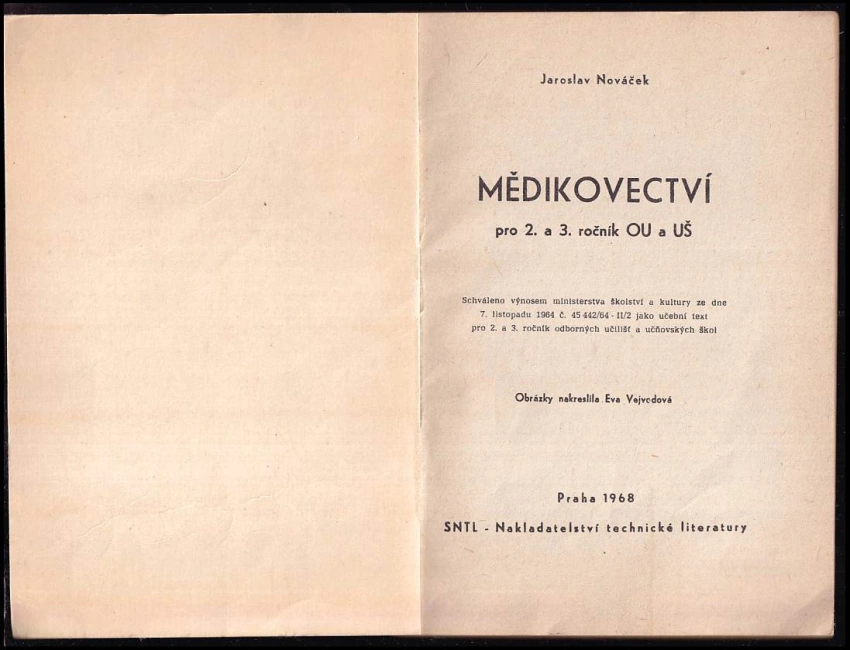 Jaroslav Nováček
MĚDIKOVECTVÍ
pro 2. a 3. ročník OU a UŠ
Schváleno výnosem ministerstva školství a kultury ze dne
7. listopadu 1964 č. 45 442/64 - II/2 jako učební text
pro 2. a 3. ročník odborných učilišť a učňovských škol
Obrázky nakreslila Eva Vejvodová
Praha 1968
SNTL - Nakladatelství technické literatury